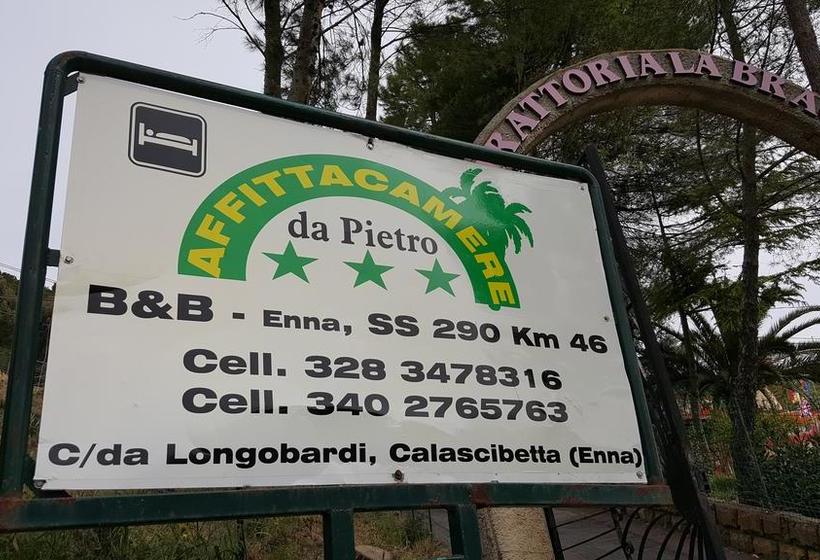 TRATTORIA LA BRA
AFFITTACAMERE
da Pietro
B&B - Enna, SS 290 Km 46
Cell. 328 3478316
Cell. 340 2765763
C/da Longobardi, Calascibetta (Enna)